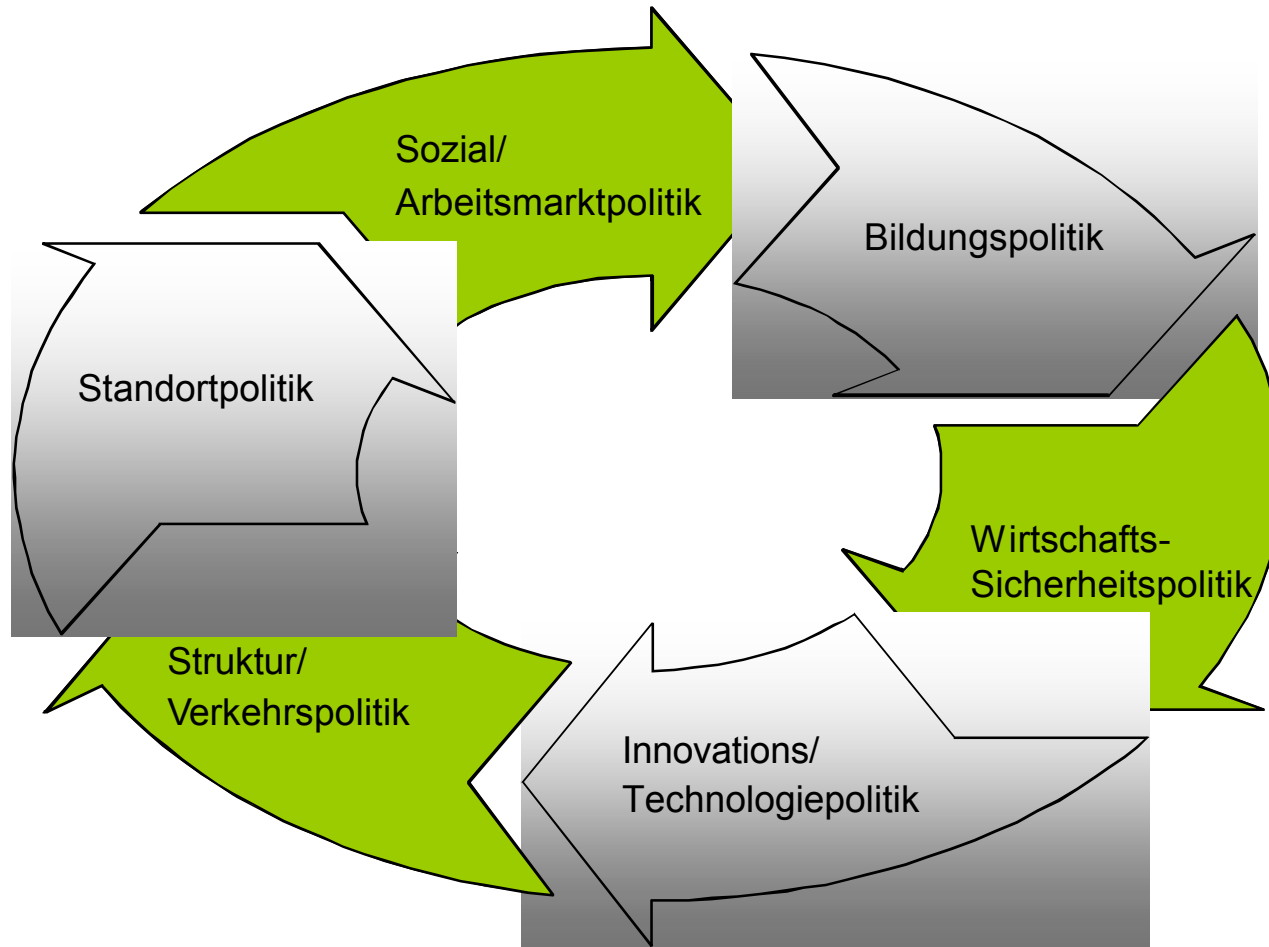 Sozial/
Arbeitsmarktpolitik
Bildungspolitik
Wirtschafts-
Sicherheitspolitik
Innovations/
Technologiepolitik
Struktur/
Verkehrspolitik
Standortpolitik